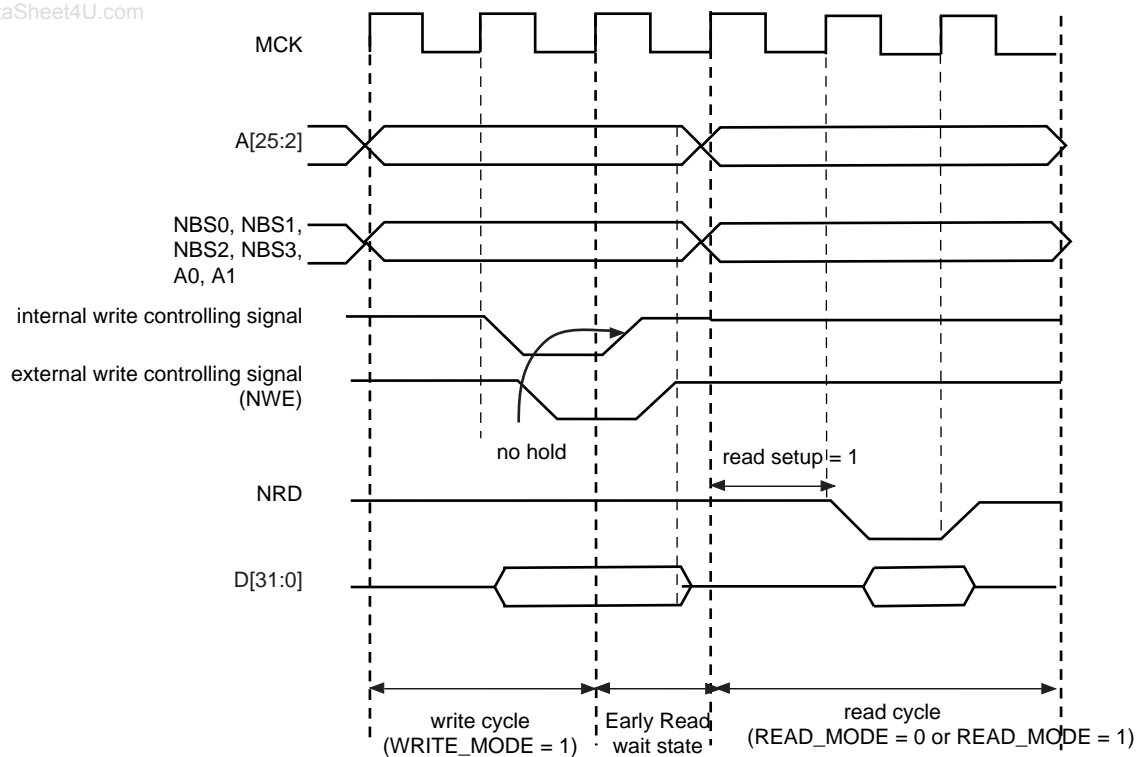 taSheet4U.com
MCK
A[25:2]
NBS0, NBS1,
NBS2, NBS3,
A0, A1
internal write controlling signal
external write controlling signal
(NWE)
no hold
read setup = 1
NRD
D[31:0]
write cycle
(WRITE_MODE = 1)
Early Read
wait state
read cycle
(READ_MODE = 0 or READ_MODE = 1)